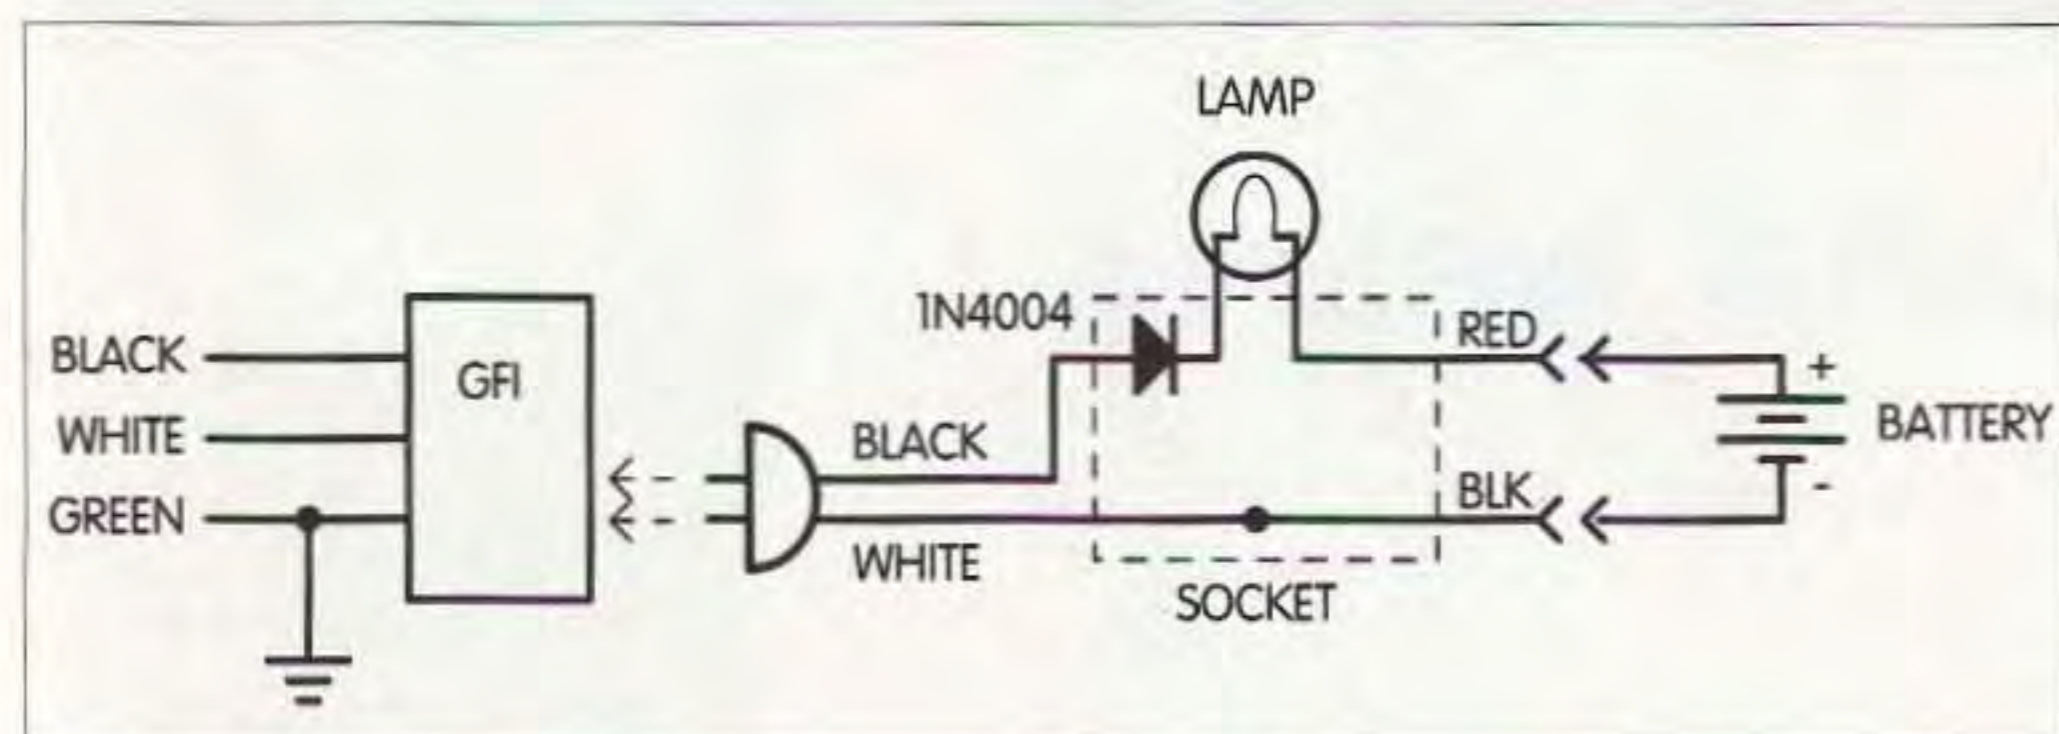 LAMP
1N4004
RED
+
BLACK
GFI
BATTERY
WHITE
BLACK
BLK
-
GREEN
WHITE
SOCKET